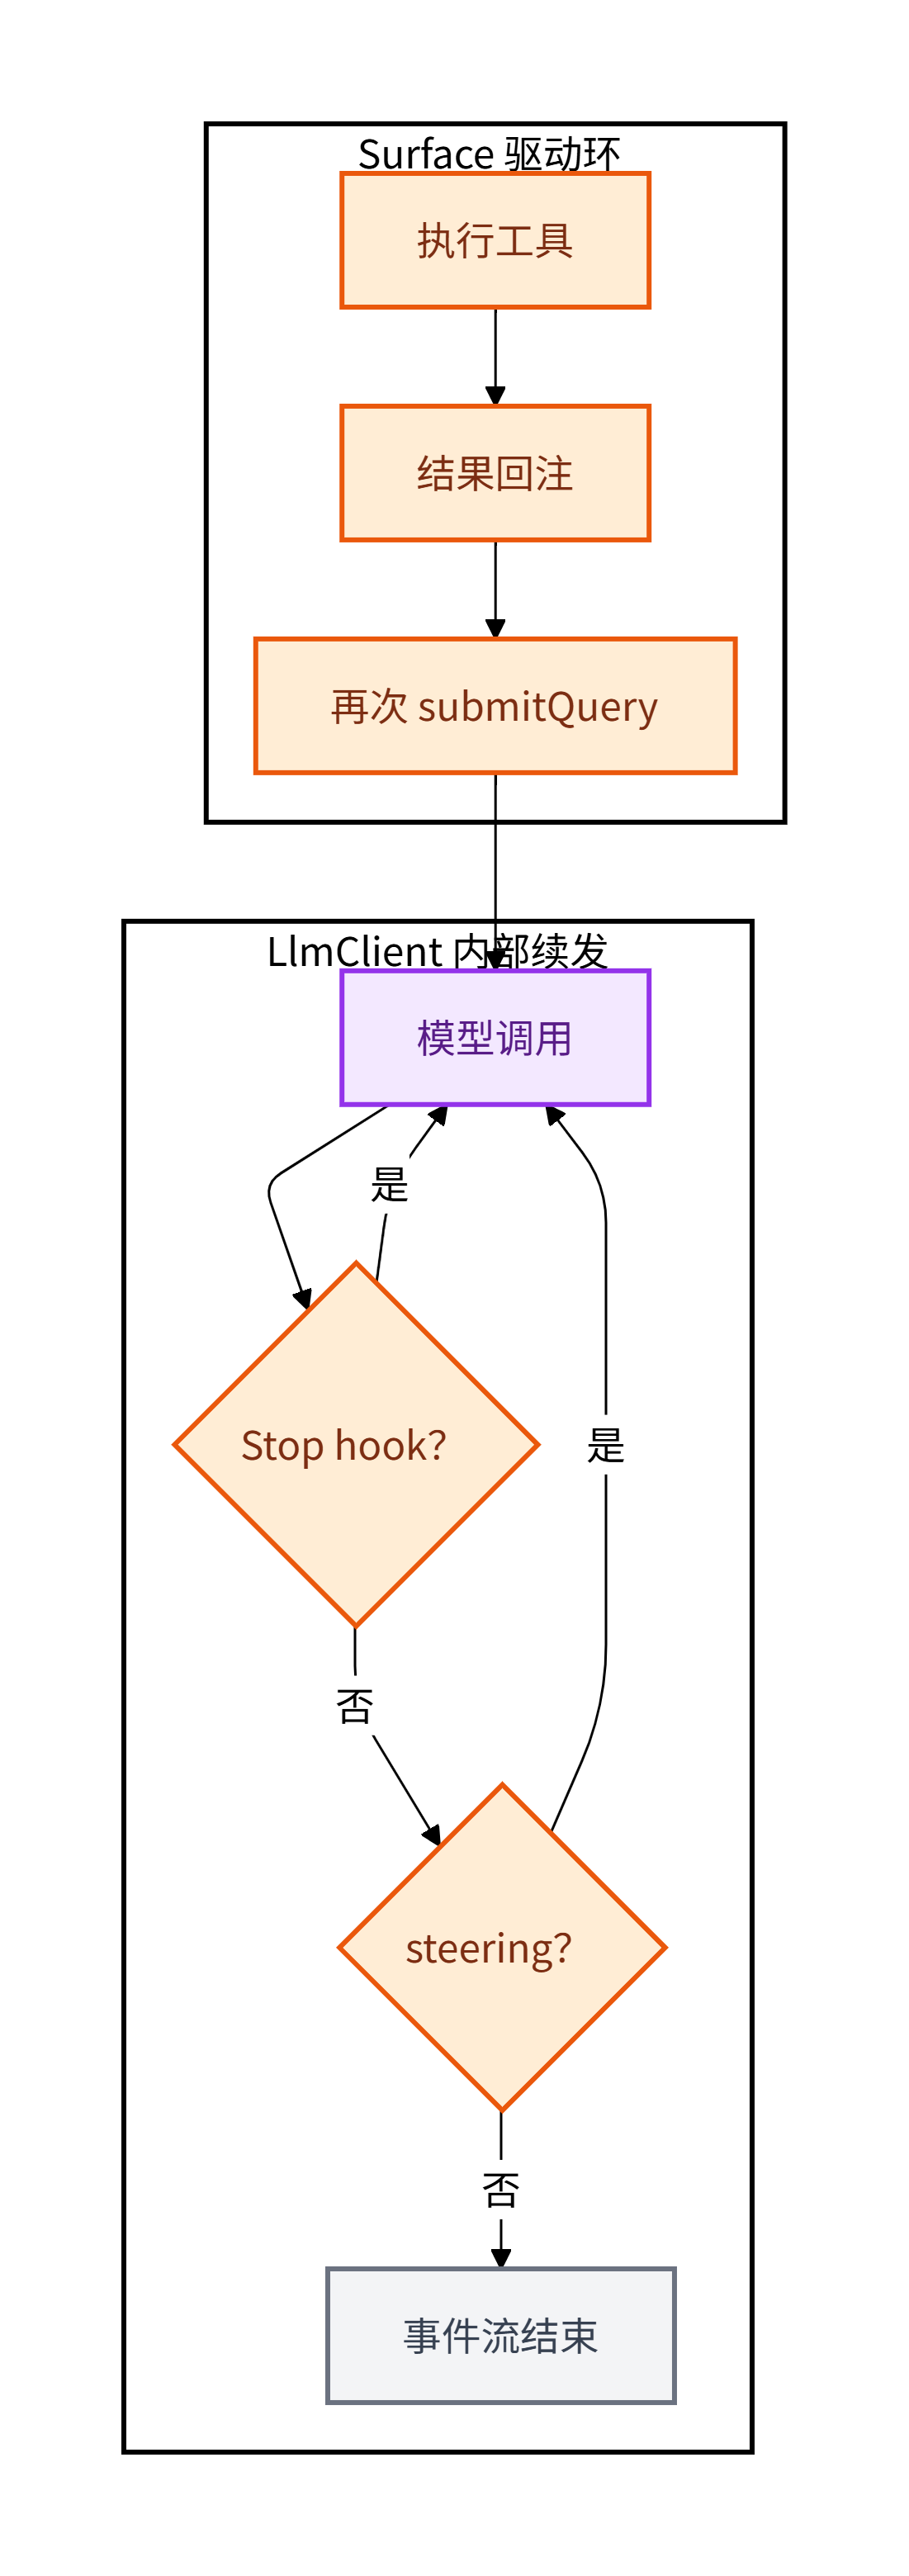 Surface 驱动环
执行工具
结果回注
再次 submitQuery
LlmClient 内部续发
模型调用
是
Stop hook?
是
否
steering?
否
事件流结束